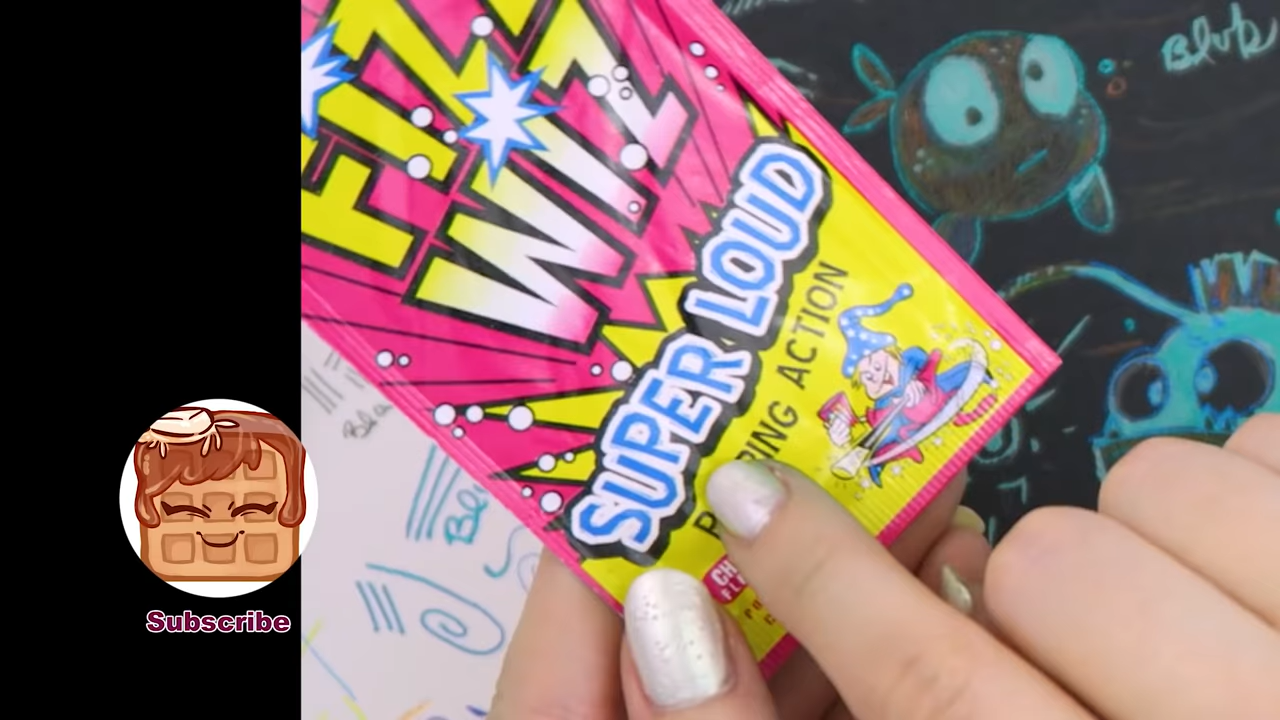 FIZZ
WIZ
SUPER LOUD
POPPING ACTION
Blub
Subscribe